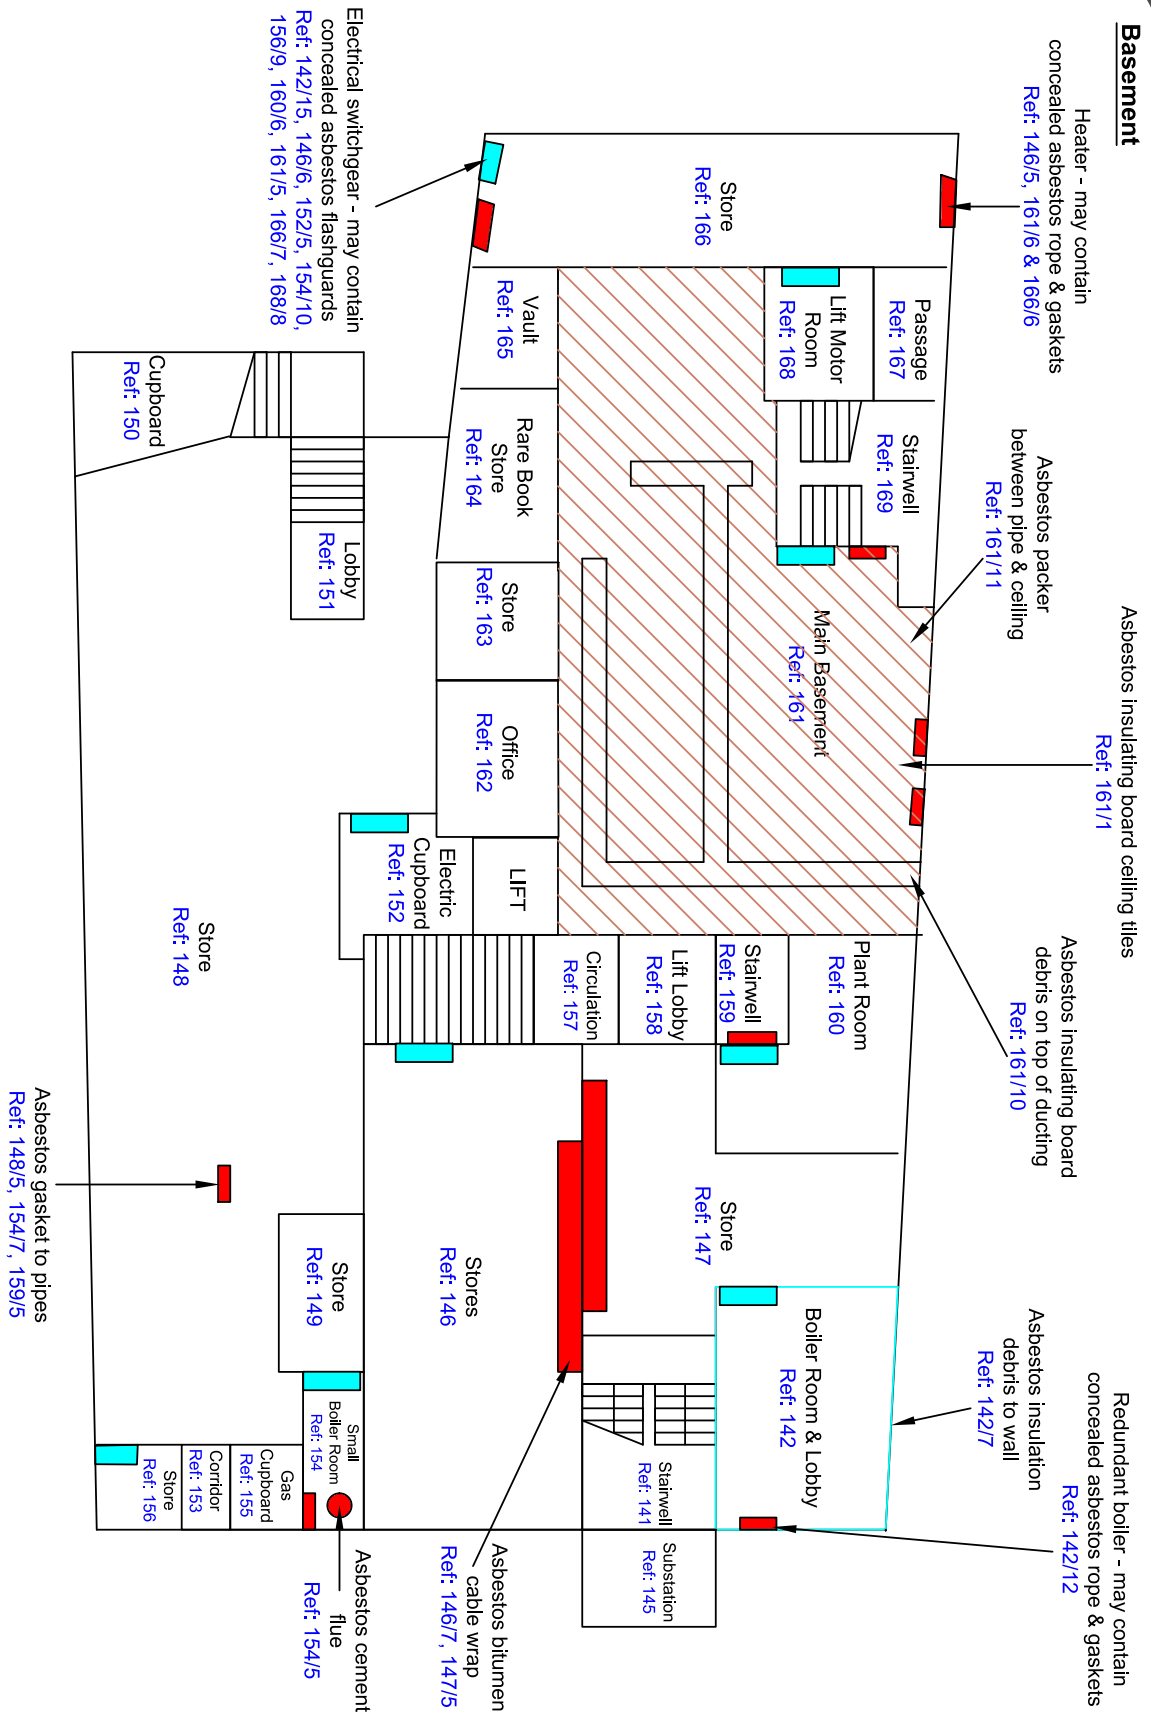 Basement
Heater - may contain
concealed asbestos rope & gaskets
Ref: 146/5, 161/6 & 166/6
Asbestos packer
between pipe & ceiling
Ref: 161/11
Asbestos insulating board ceiling tiles
Ref: 161/1
Asbestos insulating board
debris on top of ducting
Ref: 161/10
Asbestos insulation
debris to wall
Ref: 142/7
Redundant boiler - may contain
concealed asbestos rope & gaskets
Ref: 142/12
Store
Ref: 166
Passage
Ref: 167
Lift Motor
Room
Ref: 168
Stairwell
Ref: 169
Main Basement
Ref: 161
Plant Room
Ref: 160
Stairwell
Ref: 159
Lift Lobby
Ref: 158
Circulation
Ref: 157
Store
Ref: 147
Boiler Room & Lobby
Ref: 142
Stairwell
Ref: 141
Substation
Ref: 145
Vault
Ref: 165
Rare Book
Store
Ref: 164
Store
Ref: 163
Office
Ref: 162
LIFT
Electric
Cupboard
Ref: 152
Stores
Ref: 146
Lobby
Ref: 151
Cupboard
Ref: 150
Store
Ref: 148
Store
Ref: 149
Small
Boiler Room
Ref: 154
Gas
Cupboard
Ref: 155
Corridor
Ref: 153
Store
Ref: 156
Electrical switchgear - may contain
concealed asbestos flashguards
Ref: 142/15, 146/6, 152/5, 154/10,
156/9, 160/6, 161/5, 166/7, 168/8
Asbestos gasket to pipes
Ref: 148/5, 154/7, 159/5
Asbestos bitumen
cable wrap
Ref: 146/7, 147/5
Asbestos cement
flue
Ref: 154/5